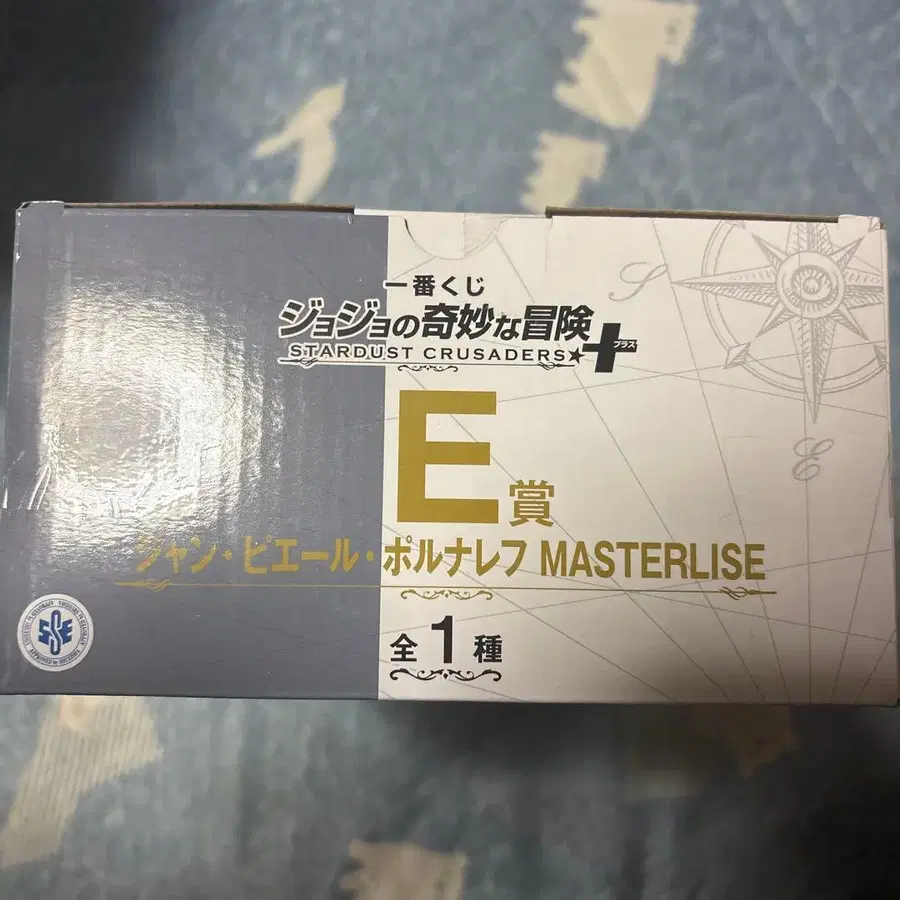 一番くじ
ジョジョの奇妙な冒険
STARDUST CRUSADERS★+プラス
E賞
ジャン・ピエール・ポルナレフ MASTERLISE
全1種
S
E